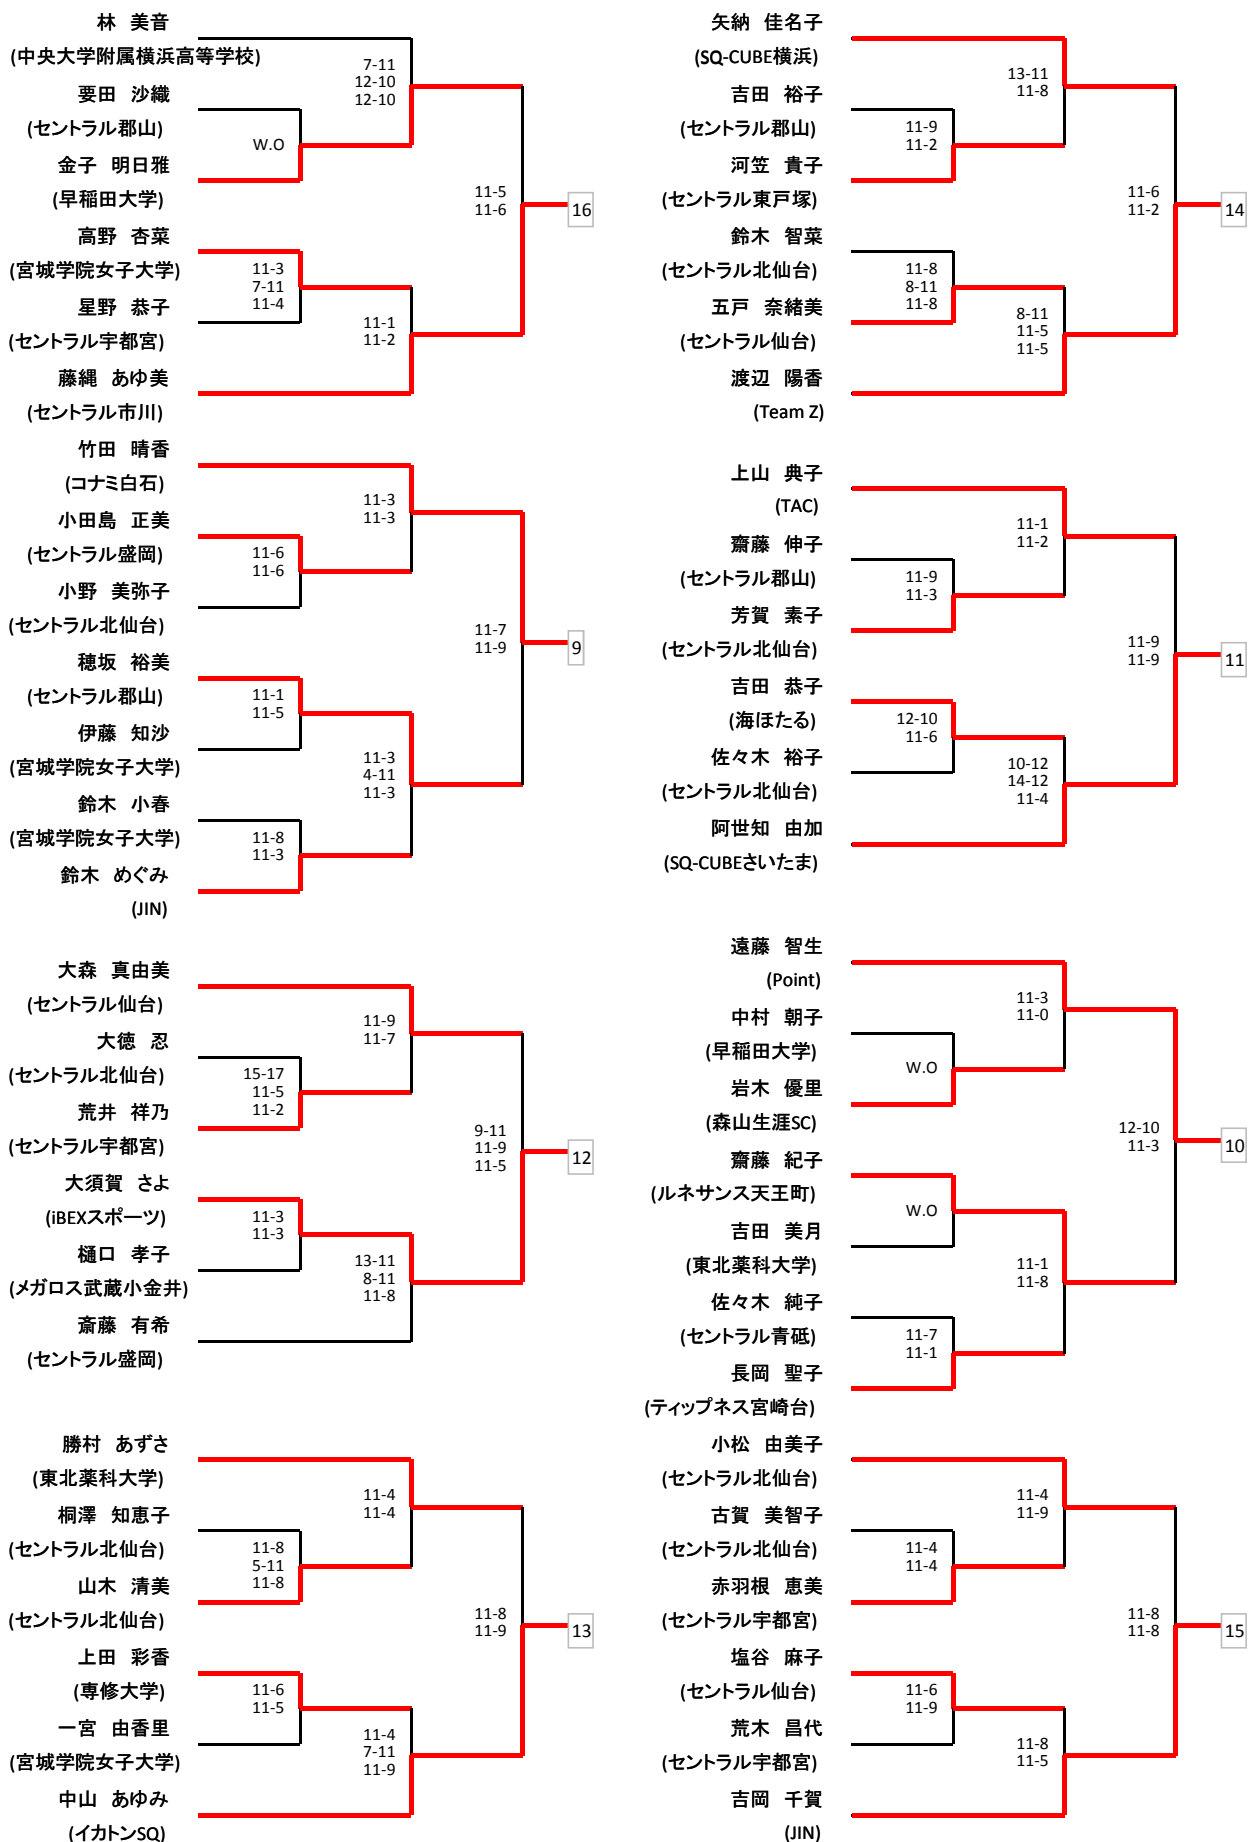 林 美音
(中央大学附属横浜高等学校)
7-11
12-10
12-10
要田 沙織
(セントラル郡山)
W.O
金子 明日雅
(早稲田大学)
11-5
11-6
16
高野 杏菜
(宮城学院女子大学)
11-3
7-11
11-4
星野 恭子
(セントラル宇都宮)
11-1
11-2
藤縄 あゆ美
(セントラル市川)
竹田 晴香
(コナミ白石)
11-3
11-3
小田島 正美
(セントラル盛岡)
11-6
11-6
小野 美弥子
(セントラル北仙台)
11-7
11-9
9
穂坂 裕美
(セントラル郡山)
11-1
11-5
伊藤 知沙
(宮城学院女子大学)
11-3
4-11
11-3
鈴木 小春
(宮城学院女子大学)
11-8
11-3
鈴木 めぐみ
(JIN)
大森 真由美
(セントラル仙台)
11-9
11-7
大徳 忍
(セントラル北仙台)
15-17
11-5
11-2
荒井 祥乃
(セントラル宇都宮)
9-11
11-9
11-5
12
大須賀 さよ
(iBEXスポーツ)
11-3
11-3
樋口 孝子
(メガロス武蔵小金井)
13-11
8-11
11-8
斎藤 有希
(セントラル盛岡)
勝村 あずさ
(東北薬科大学)
11-4
11-4
桐澤 知恵子
(セントラル北仙台)
11-8
5-11
11-8
山木 清美
(セントラル北仙台)
11-8
11-9
13
上田 彩香
(専修大学)
11-6
11-5
一宮 由香里
(宮城学院女子大学)
11-4
7-11
11-9
中山 あゆみ
(イカトンSQ)
矢納 佳名子
(SQ-CUBE横浜)
13-11
11-8
吉田 裕子
(セントラル郡山)
11-9
11-2
河笠 貴子
(セントラル東戸塚)
11-6
11-2
14
鈴木 智菜
(セントラル北仙台)
11-8
8-11
11-8
五戸 奈緒美
(セントラル仙台)
8-11
11-5
11-5
渡辺 陽香
(Team Z)
上山 典子
(TAC)
11-1
11-2
齋藤 伸子
(セントラル郡山)
11-9
11-3
芳賀 素子
(セントラル北仙台)
11-9
11-9
11
吉田 恭子
(海ほたる)
12-10
11-6
佐々木 裕子
(セントラル北仙台)
10-12
14-12
11-4
阿世知 由加
(SQ-CUBEさいたま)
遠藤 智生
(Point)
11-3
11-0
中村 朝子
(早稲田大学)
W.O
岩木 優里
(森山生涯SC)
12-10
11-3
10
齋藤 紀子
(ルネサンス天王町)
W.O
吉田 美月
(東北薬科大学)
11-1
11-8
佐々木 純子
(セントラル青砥)
11-7
11-1
長岡 聖子
(ティップネス宮崎台)
小松 由美子
(セントラル北仙台)
11-4
11-9
古賀 美智子
(セントラル北仙台)
11-4
11-4
赤羽根 恵美
(セントラル宇都宮)
11-8
11-8
15
塩谷 麻子
(セントラル仙台)
11-6
11-9
荒木 昌代
(セントラル宇都宮)
11-8
11-5
吉岡 千賀
(JIN)